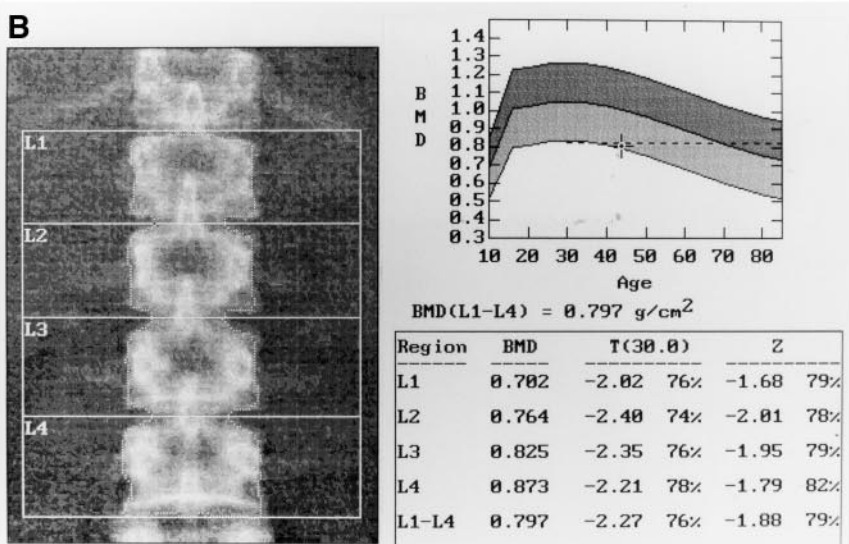 B
L1
L2
L3
L4
BMD
1.4
1.3
1.2
1.1
1.0
0.9
0.8
0.7
0.6
0.5
0.4
0.3
10 20 30 40 50 60 70 80
Age
BMD(L1-L4) = 0.797 g/cm²
Region BMD T(30.0) Z
L1 0.702 -2.02 76% -1.68 79%
L2 0.764 -2.40 74% -2.01 78%
L3 0.825 -2.35 76% -1.95 79%
L4 0.873 -2.21 78% -1.79 82%
L1-L4 0.797 -2.27 76% -1.88 79%